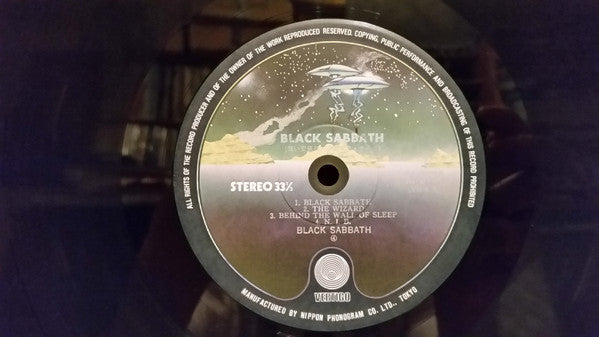 ALL RIGHTS OF THE RECORD PRODUCER AND OF THE OWNER OF THE WORK REPRODUCED RESERVED. COPYING, PUBLIC PERFORMANCE AND BROADCASTING OF THIS RECORD PROHIBITED
BLACK SABBATH
STEREO 33⅓
1. BLACK SABBATH
2. THE WIZARD
3. BEHIND THE WALL OF SLEEP
4. N. I. B.
BLACK SABBATH
④
VERTIGO
MANUFACTURED BY NIPPON PHONOGRAM CO. LTD., TOKYO